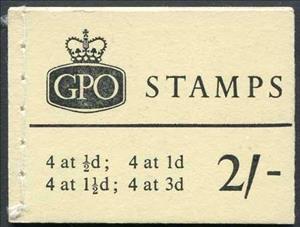 GPO STAMPS
4 at ½d; 4 at 1d
4 at 1½d; 4 at 3d 2/-